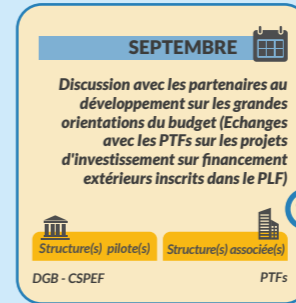 SEPTEMBRE
Discussion avec les partenaires au
développement sur les grandes
orientations du budget (Echanges
avec les PTFs sur les projets
d'investissement sur financement
extérieurs inscrits dans le PLF)
Structure(s) pilote(s) Structure(s) associée(s)
DGB - CSPEF PTFs